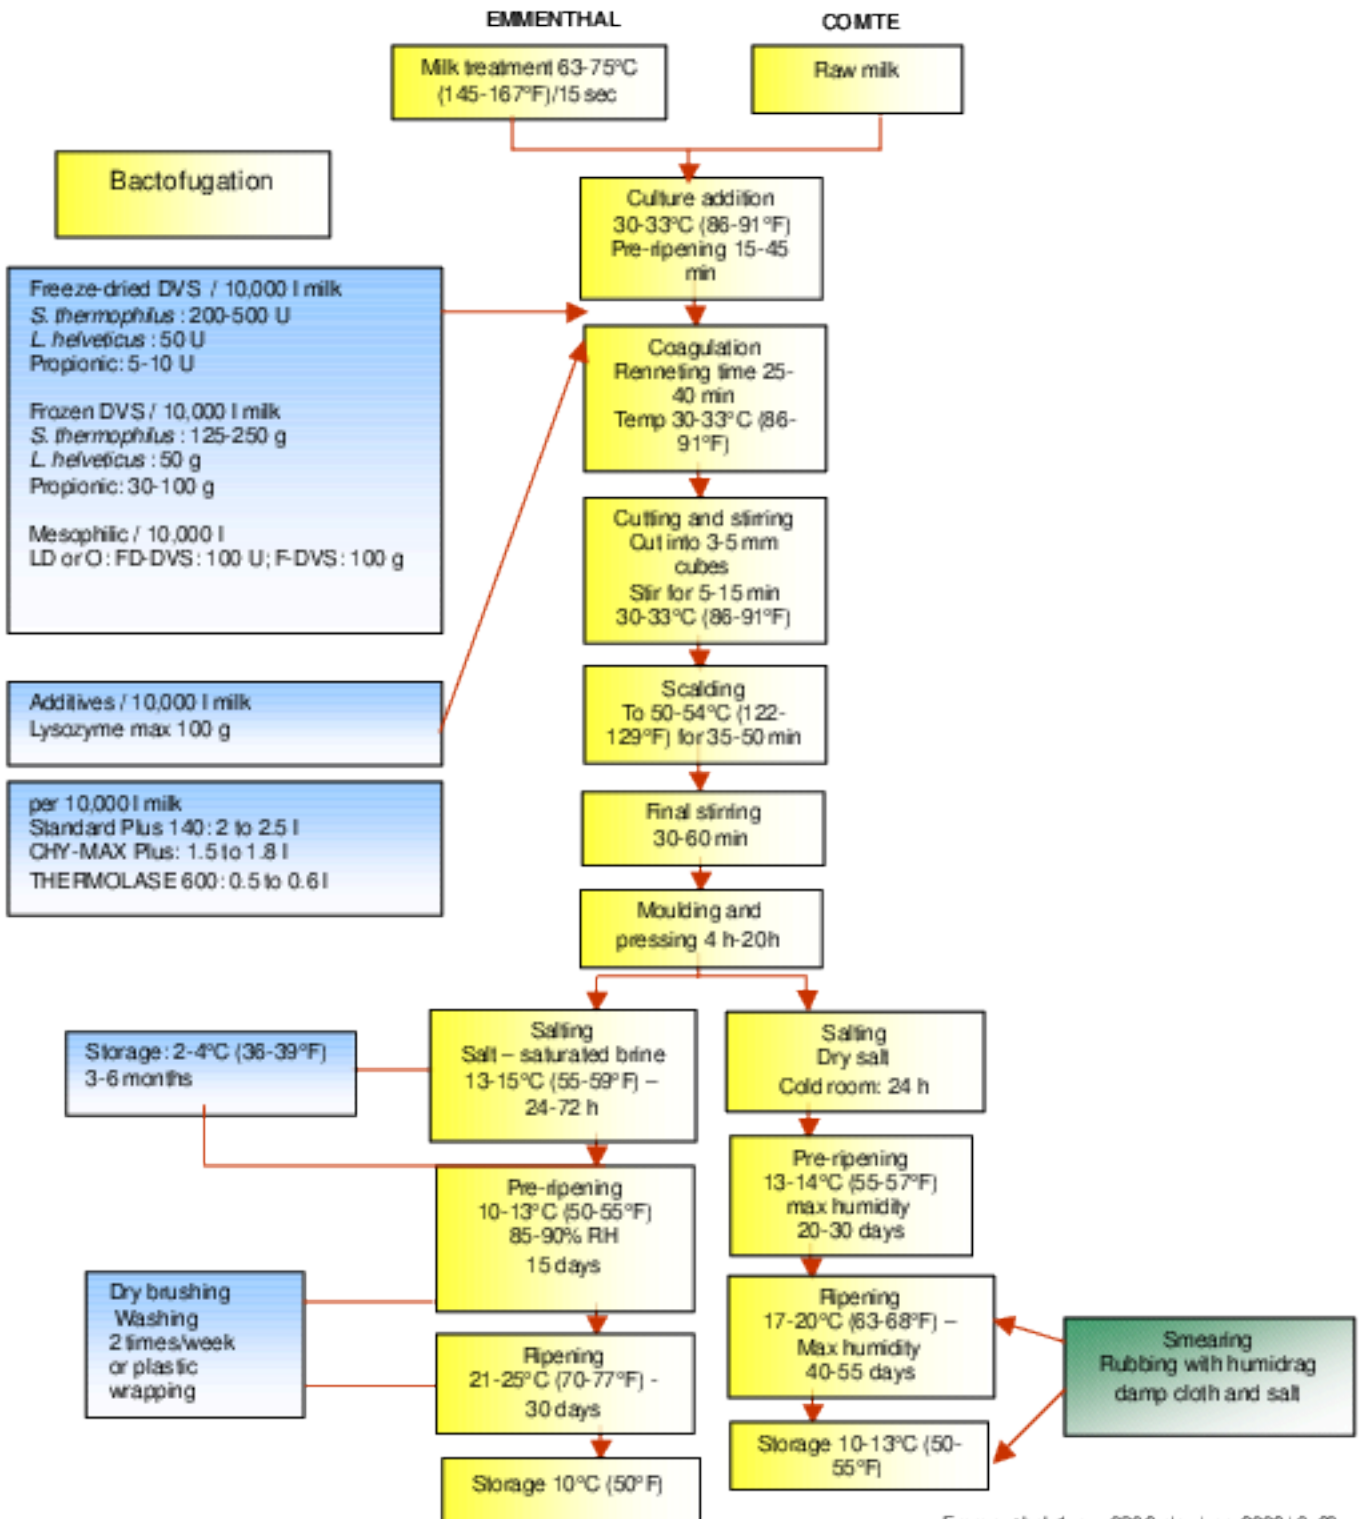 EMMENTHAL
COMTE
Milk treatment 63-75°C
(145-167°F)/15 sec
Raw milk
Bactofugation
Culture addition
30-33°C (86-91°F)
Pre-ripening 15-45
min
Freeze-dried DVS / 10,000 l milk
S. thermophilus : 200-500 U
L. helveticus : 50 U
Propionic: 5-10 U
Frozen DVS / 10,000 l milk
S. thermophilus : 125-250 g
L. helveticus : 50 g
Propionic: 30-100 g
Mesophilic / 10,000 l
LD or O: FD-DVS: 100 U; F-DVS: 100 g
Coagulation
Renneting time 25-
40 min
Temp 30-33°C (86-
91°F)
Cutting and stirring
Cut into 3-5 mm
cubes
Stir for 5-15 min
30-33°C (86-91°F)
Additives / 10,000 l milk
Lysozyme max 100 g
Scalding
To 50-54°C (122-
129°F) for 35-50 min
per 10,000 l milk
Standard Plus 140: 2 to 2.5 l
CHY-MAX Plus: 1.5 to 1.8 l
THERMOLASE 600: 0.5 to 0.6 l
Final stirring
30-60 min
Moulding and
pressing 4 h-20h
Storage: 2-4°C (36-39°F)
3-6 months
Salting
Salt – saturated brine
13-15°C (55-59°F) –
24-72 h
Salting
Dry salt
Cold room: 24 h
Pre-ripening
10-13°C (50-55°F)
85-90% RH
15 days
Pre-ripening
13-14°C (55-57°F)
max humidity
20-30 days
Dry brushing
Washing
2 times/week
or plastic
wrapping
Ripening
21-25°C (70-77°F) -
30 days
Ripening
17-20°C (63-68°F) –
Max humidity
40-55 days
Smearing
Rubbing with humidrag
damp cloth and salt
Storage 10°C (50°F)
Storage 10-13°C (50-
55°F)